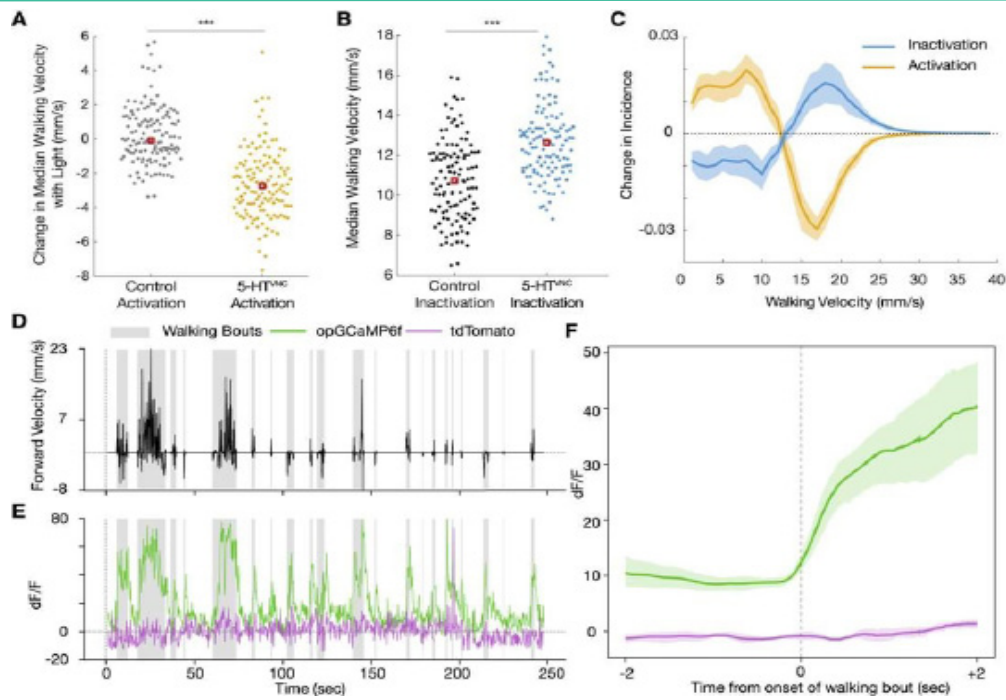 A
B
C
***
***
Change in Median Walking Velocity
with Light (mm/s)
6
4
2
0
-2
-4
-6
-8
Control
Activation
5-HTVNC
Activation
Median Walking Velocity (mm/s)
18
16
14
12
10
8
6
Control
Inactivation
5-HTVNC
Inactivation
Inactivation
Activation
Change in Incidence
0.03
0
-0.03
0 5 10 15 20 25 30 35 40
Walking Velocity (mm/s)
D
Walking Bouts opGCaMP6f tdTomato
Forward Velocity (mm/s)
23
7
-8
E
dF/F
80
0
-20
0 50 100 150 200 250
Time (sec)
F
dF/F
50
40
30
20
10
0
-2 0 +2
Time from onset of walking bout (sec)